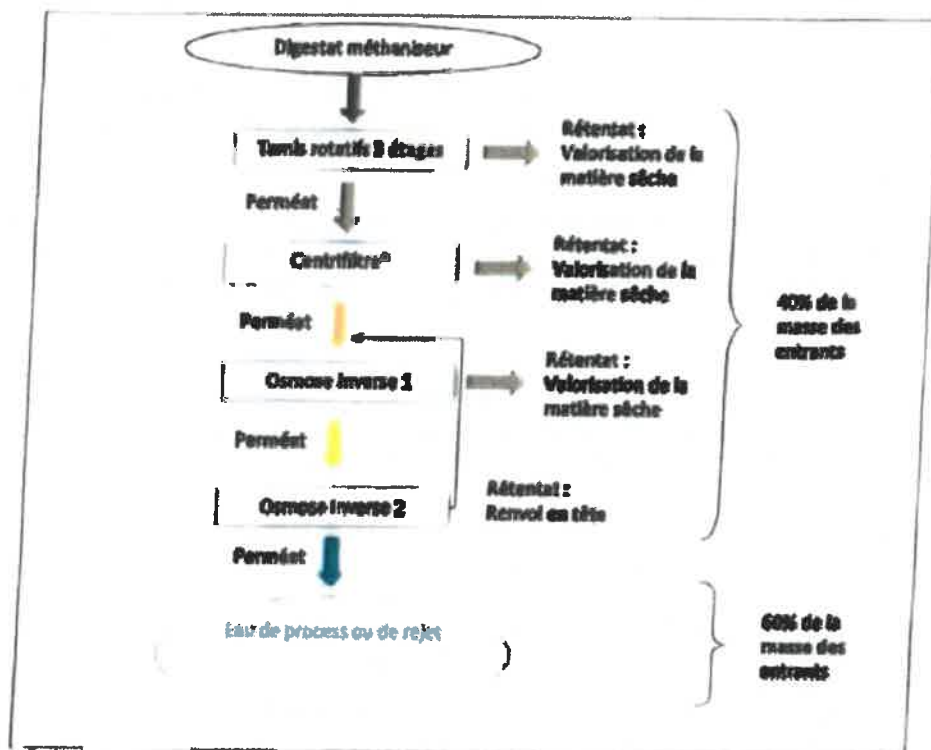 Digestat méthaniseur
Tamis rotatifs 3 étages
Rétentat :
Valorisation de la
matière sèche
Perméat
Centrifiltre®
Rétentat :
Valorisation de la
matière sèche
Perméat
40% de la
masse des
entrants
Osmose Inverse 1
Rétentat :
Valorisation de la
matière sèche
Perméat
Osmose Inverse 2
Rétentat :
Renvoi en tête
Perméat
Eau de process ou de rejet
60% de la
masse des
entrants